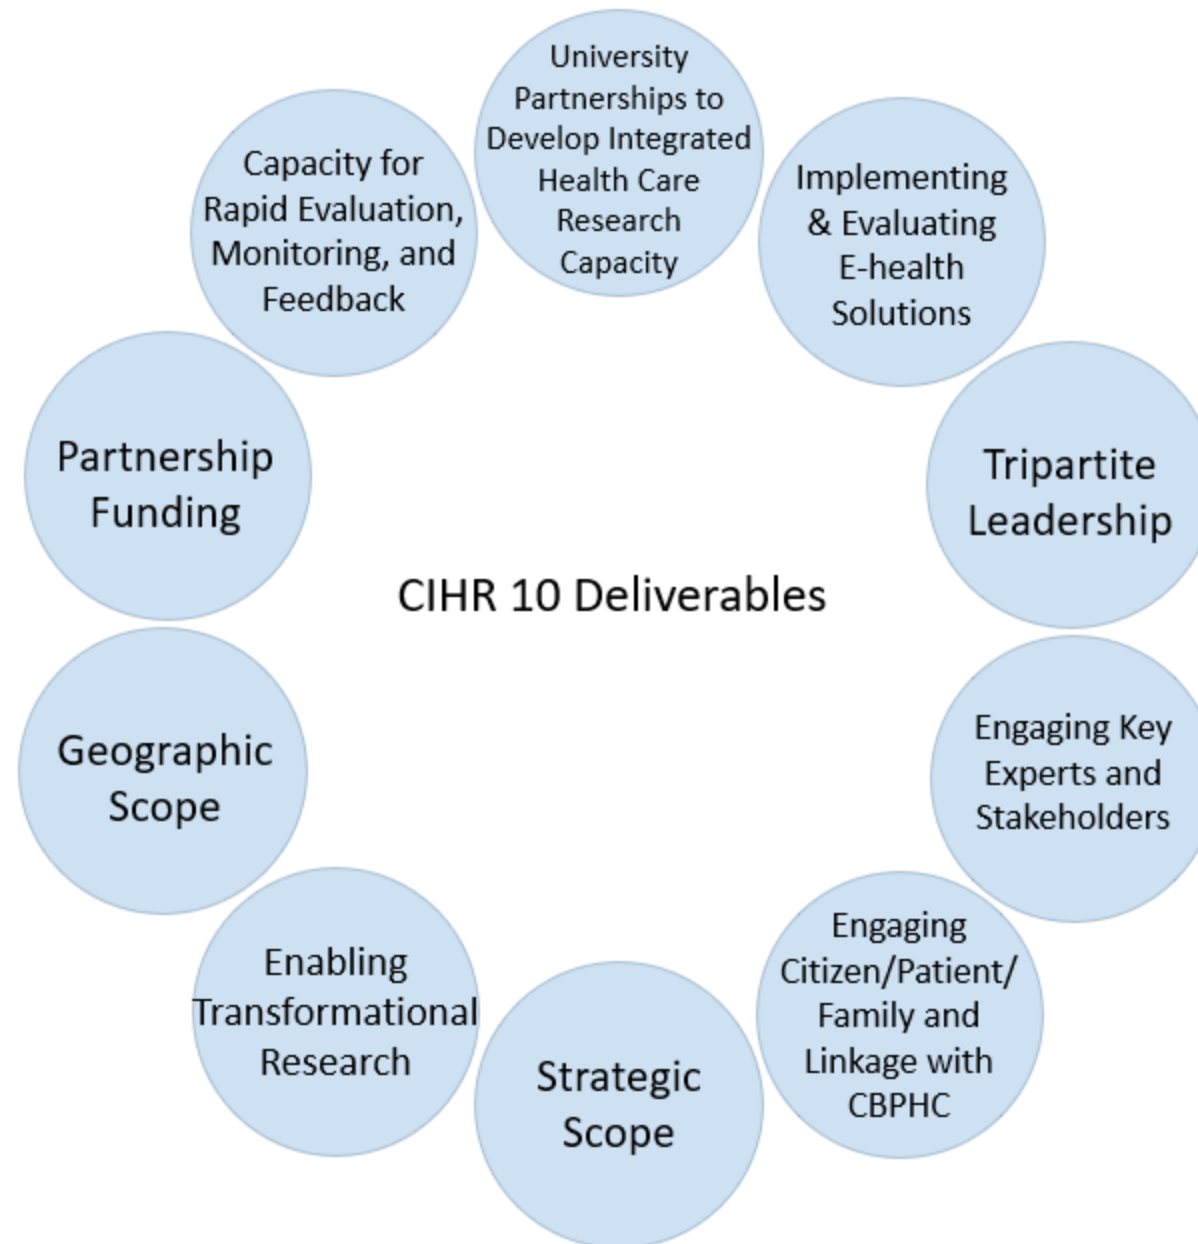 University
Partnerships to
Develop Integrated
Health Care
Research
Capacity
Implementing
& Evaluating
E-health
Solutions
Tripartite
Leadership
Engaging Key
Experts and
Stakeholders
Engaging
Citizen/Patient/
Family and
Linkage with
CBPHC
Strategic
Scope
Enabling
Transformational
Research
Geographic
Scope
Partnership
Funding
Capacity for
Rapid Evaluation,
Monitoring, and
Feedback
CIHR 10 Deliverables